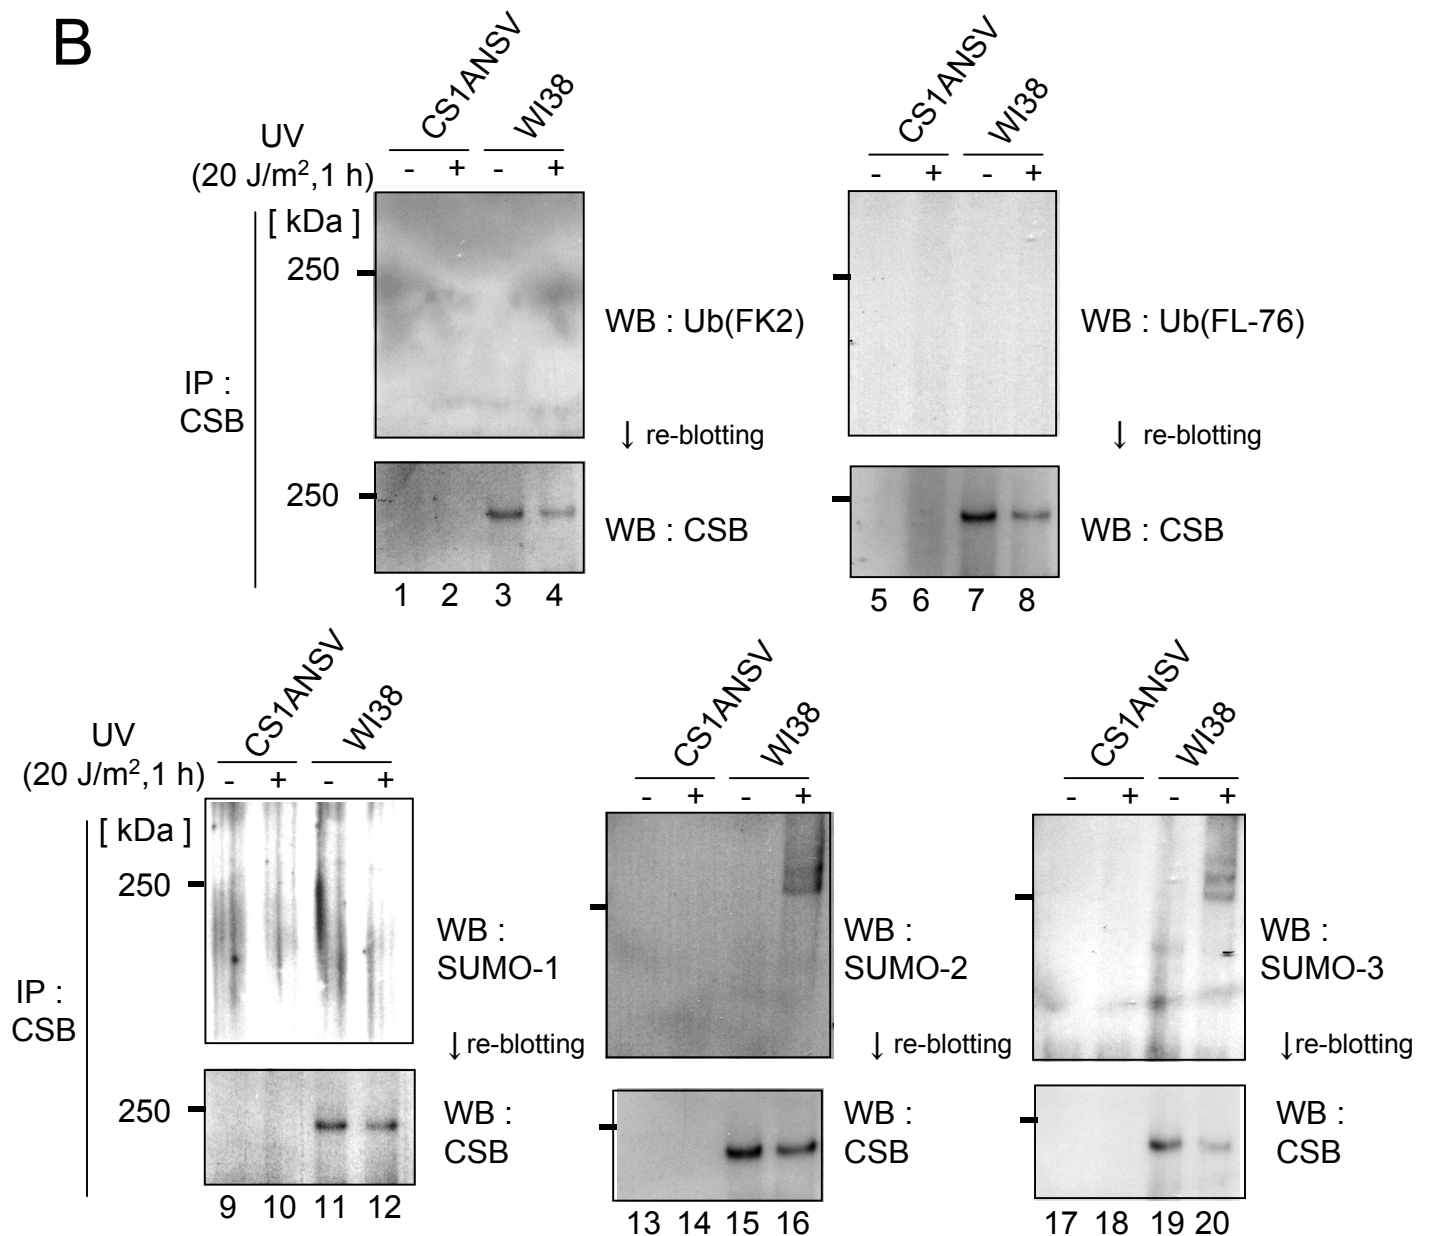 B
CS1ANSV WI38
UV
(20 J/m²,1 h) - + - +
[ kDa ]
250
WB : Ub(FK2)
↓ re-blotting
250
WB : CSB
1 2 3 4
IP :
CSB
CS1ANSV WI38
- + - +
WB : Ub(FL-76)
↓ re-blotting
WB : CSB
5 6 7 8
CS1ANSV WI38
UV
(20 J/m²,1 h) - + - +
[ kDa ]
250
WB :
SUMO-1
↓ re-blotting
250
WB :
CSB
9 10 11 12
IP :
CSB
CS1ANSV WI38
- + - +
WB :
SUMO-2
↓ re-blotting
WB :
CSB
13 14 15 16
CS1ANSV WI38
- + - +
WB :
SUMO-3
↓re-blotting
WB :
CSB
17 18 19 20